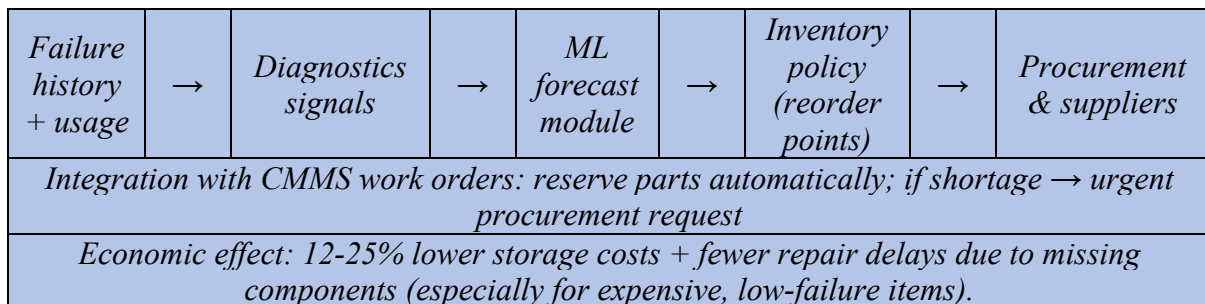 Failure
history
+ usage
→
Diagnostics
signals
→
ML
forecast
module
→
Inventory
policy
(reorder
points)
→
Procurement
& suppliers
Integration with CMMS work orders: reserve parts automatically; if shortage → urgent
procurement request
Economic effect: 12-25% lower storage costs + fewer repair delays due to missing
components (especially for expensive, low-failure items).